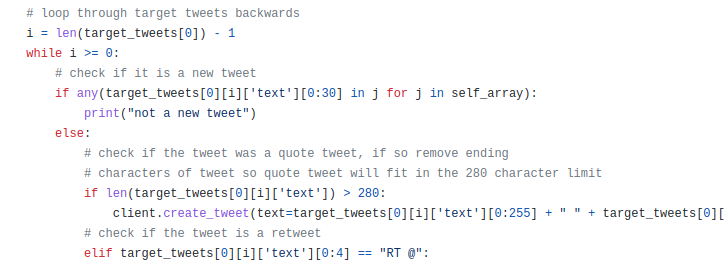 # loop through target tweets backwards
i = len(target_tweets[0]) - 1
while i >= 0:
# check if it is a new tweet
if any(target_tweets[0][i]['text'][0:30] in j for j in self_array):
print("not a new tweet")
else:
# check if the tweet was a quote tweet, if so remove ending
# characters of tweet so quote tweet will fit in the 280 character limit
if len(target_tweets[0][i]['text']) > 280:
client.create_tweet(text=target_tweets[0][i]['text'][0:255] + " " + target_tweets[0][
# check if the tweet is a retweet
elif target_tweets[0][i]['text'][0:4] == "RT @":